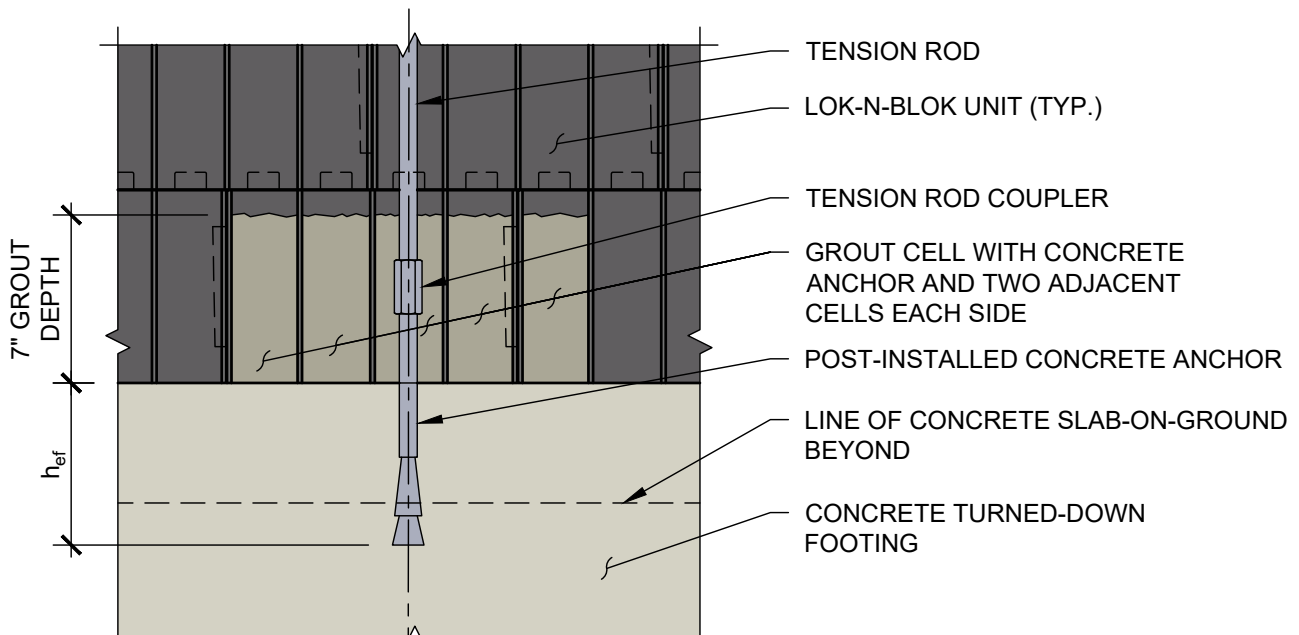 TENSION ROD
LOK-N-BLOK UNIT (TYP.)
TENSION ROD COUPLER
GROUT CELL WITH CONCRETE
ANCHOR AND TWO ADJACENT
CELLS EACH SIDE
POST-INSTALLED CONCRETE ANCHOR
LINE OF CONCRETE SLAB-ON-GROUND
BEYOND
CONCRETE TURNED-DOWN
FOOTING
7" GROUT
DEPTH
hef